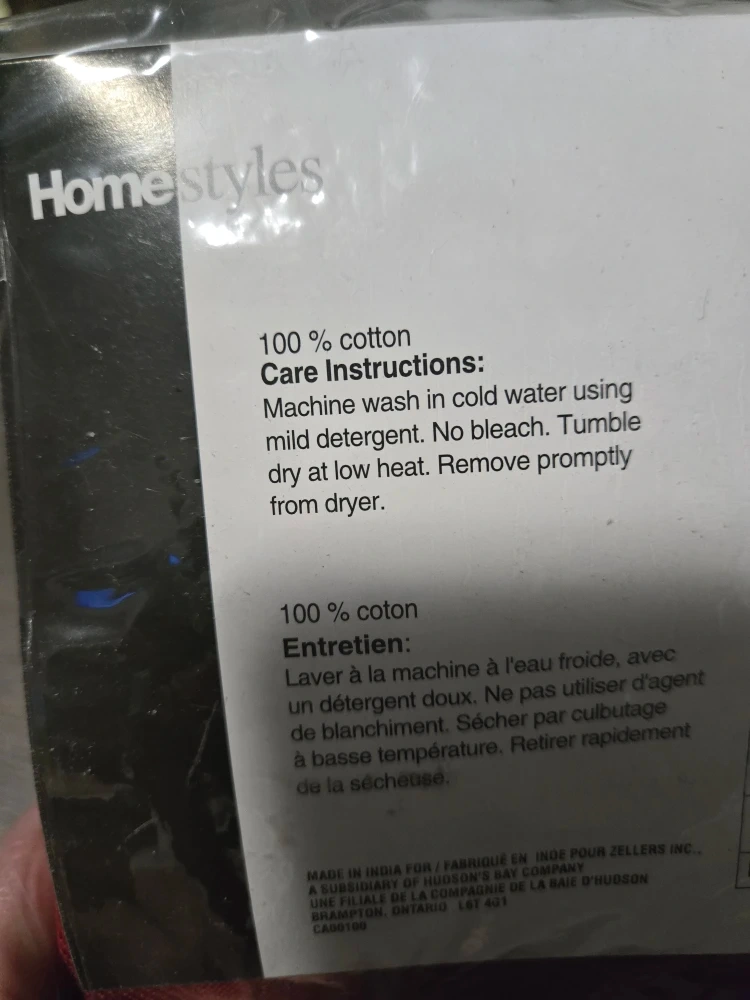 Homestyles
100 % cotton
Care Instructions:
Machine wash in cold water using
mild detergent. No bleach. Tumble
dry at low heat. Remove promptly
from dryer.
100 % coton
Entretien:
Laver à la machine à l'eau froide, avec
un détergent doux. Ne pas utiliser d'agent
de blanchiment. Sécher par culbutage
à basse température. Retirer rapidement
de la sécheuse.
MADE IN INDIA FOR / FABRIQUÉ EN INDE POUR ZELLERS INC.,
A SUBSIDIARY OF HUDSON'S BAY COMPANY
UNE FILIALE DE LA COMPAGNIE DE LA BAIE D'HUDSON
BRAMPTON, ONTARIO L6T 4G1
CA00100